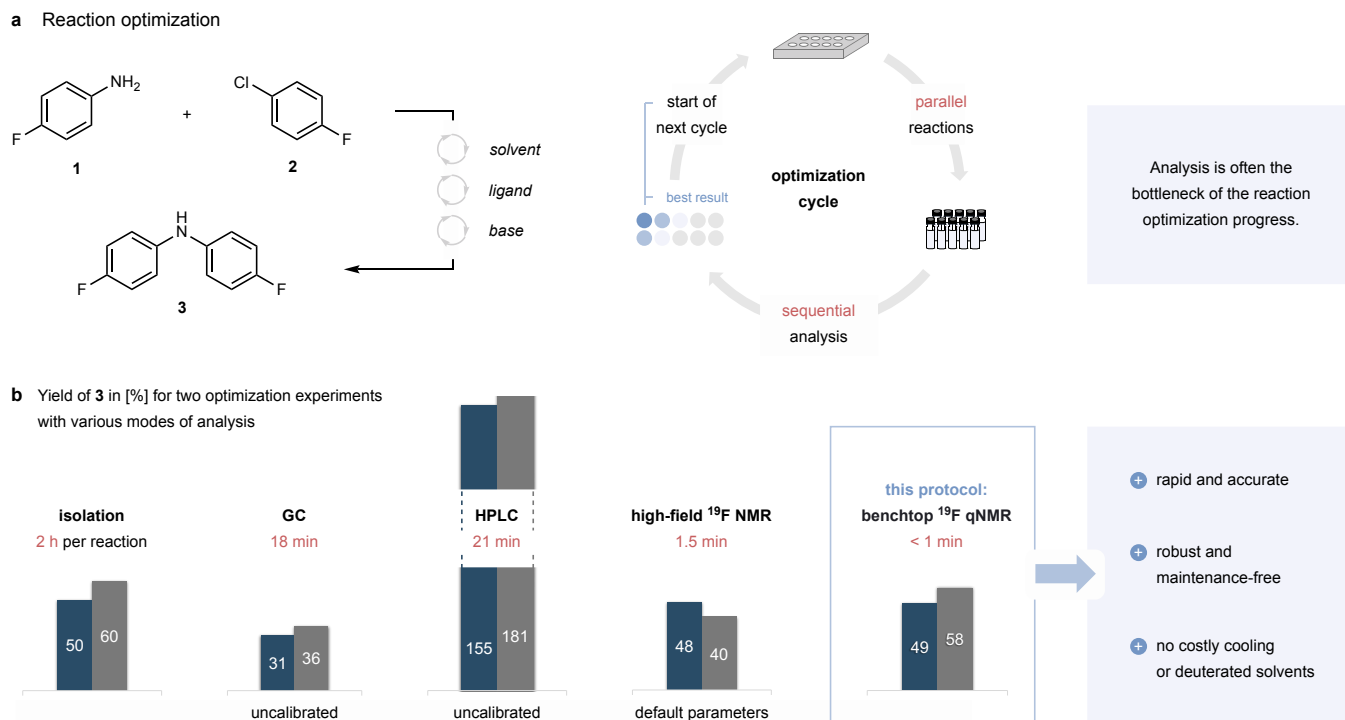 a Reaction optimization
NH2
F
1
+
Cl
F
2
solvent
ligand
base
H
N
F
F
3
start of
next cycle
best result
optimization
cycle
parallel
reactions
sequential
analysis
Analysis is often the
bottleneck of the reaction
optimization progress.
b Yield of 3 in [%] for two optimization experiments
with various modes of analysis
isolation
2 h per reaction
50
60
GC
18 min
31
36
uncalibrated
HPLC
21 min
155
181
uncalibrated
high-field 19F NMR
1.5 min
48
40
default parameters
this protocol:
benchtop 19F qNMR
< 1 min
49
58
+ rapid and accurate
+ robust and
maintenance-free
+ no costly cooling
or deuterated solvents